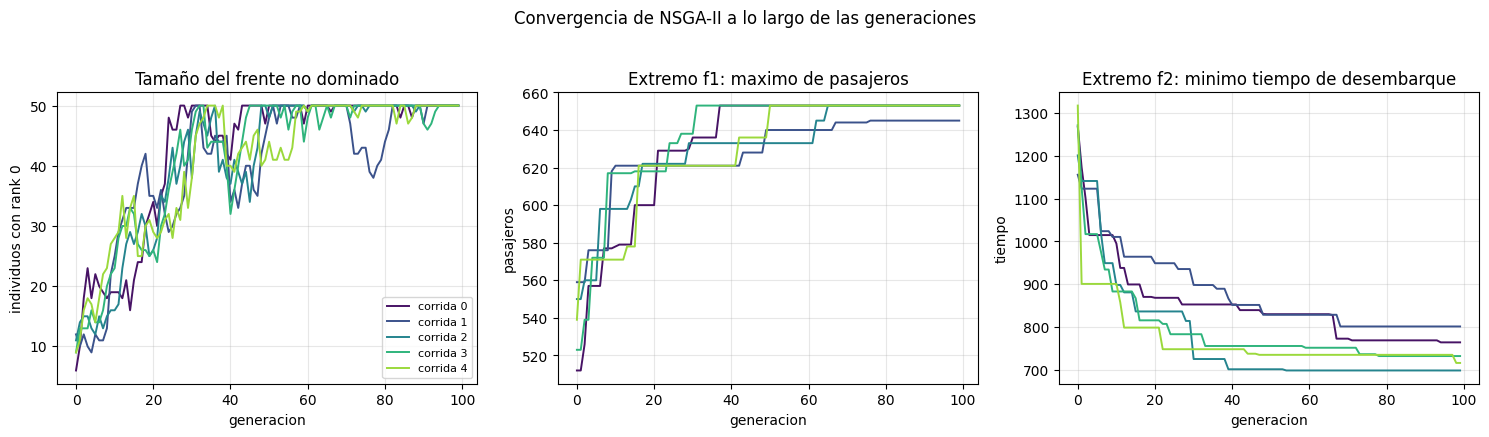 Convergencia de NSGA-II a lo largo de las generaciones
Tamaño del frente no dominado
individuos con rank 0
50
40
30
20
10
0 20 40 60 80 100
generacion
corrida 0
corrida 1
corrida 2
corrida 3
corrida 4
Extremo f1: maximo de pasajeros
pasajeros
660
640
620
600
580
560
540
520
0 20 40 60 80 100
generacion
Extremo f2: minimo tiempo de desembarque
tiempo
1300
1200
1100
1000
900
800
700
0 20 40 60 80 100
generacion